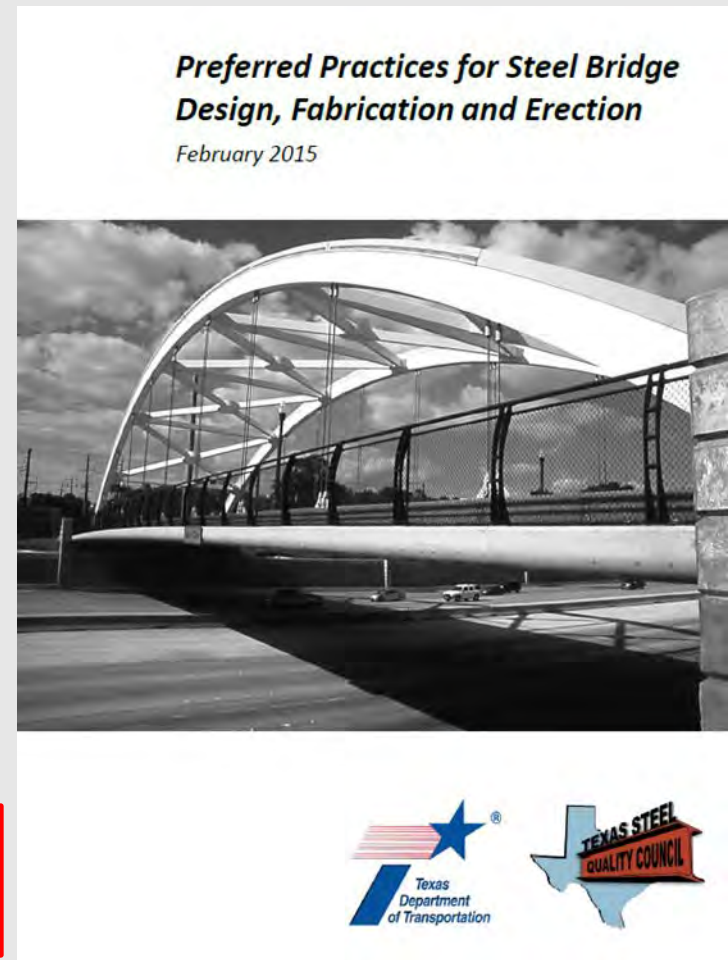 Preferred Practices for Steel Bridge
Design, Fabrication and Erection
February 2015
®
Texas
Department
of Transportation
TEXAS STEEL
QUALITY COUNCIL